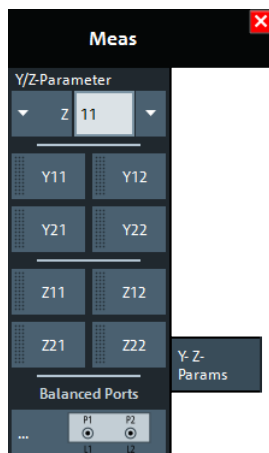 Meas
Y/Z-Parameter
Z 11
Y11 Y12
Y21 Y22
Z11 Z12
Z21 Z22
Y- Z-
Params
Balanced Ports
P1 P2
...
L1 L2